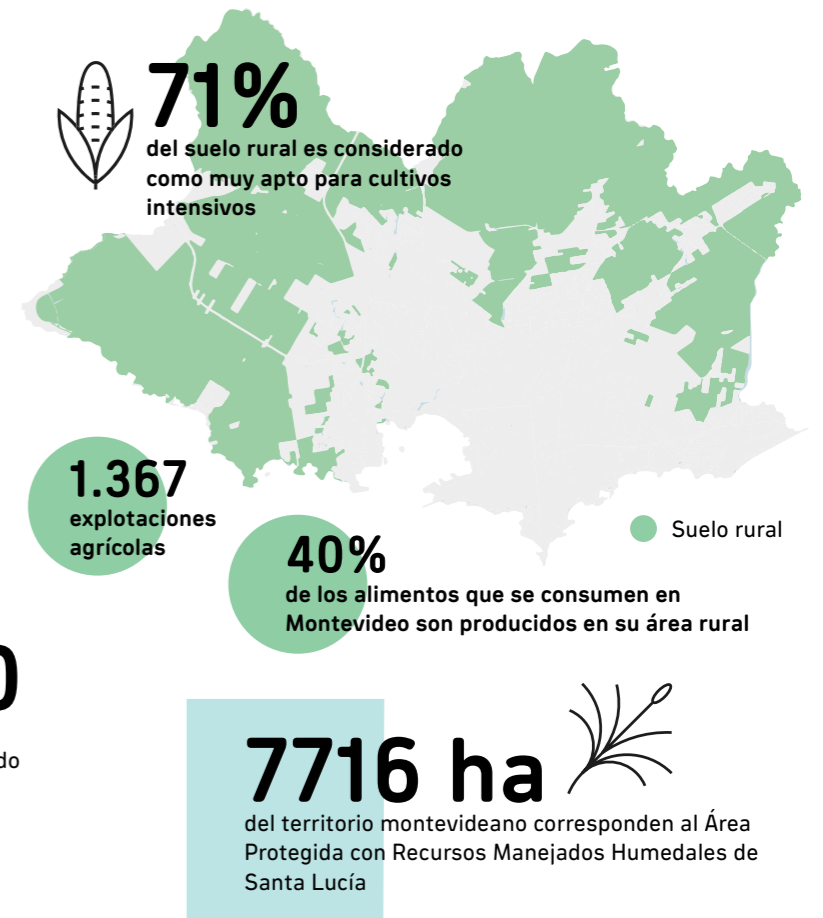 71%
del suelo rural es considerado
como muy apto para cultivos
intensivos
1.367
explotaciones
agrícolas
Suelo rural
40%
de los alimentos que se consumen en
Montevideo son producidos en su área rural
7716 ha
del territorio montevideano corresponden al Área
Protegida con Recursos Manejados Humedales de
Santa Lucía